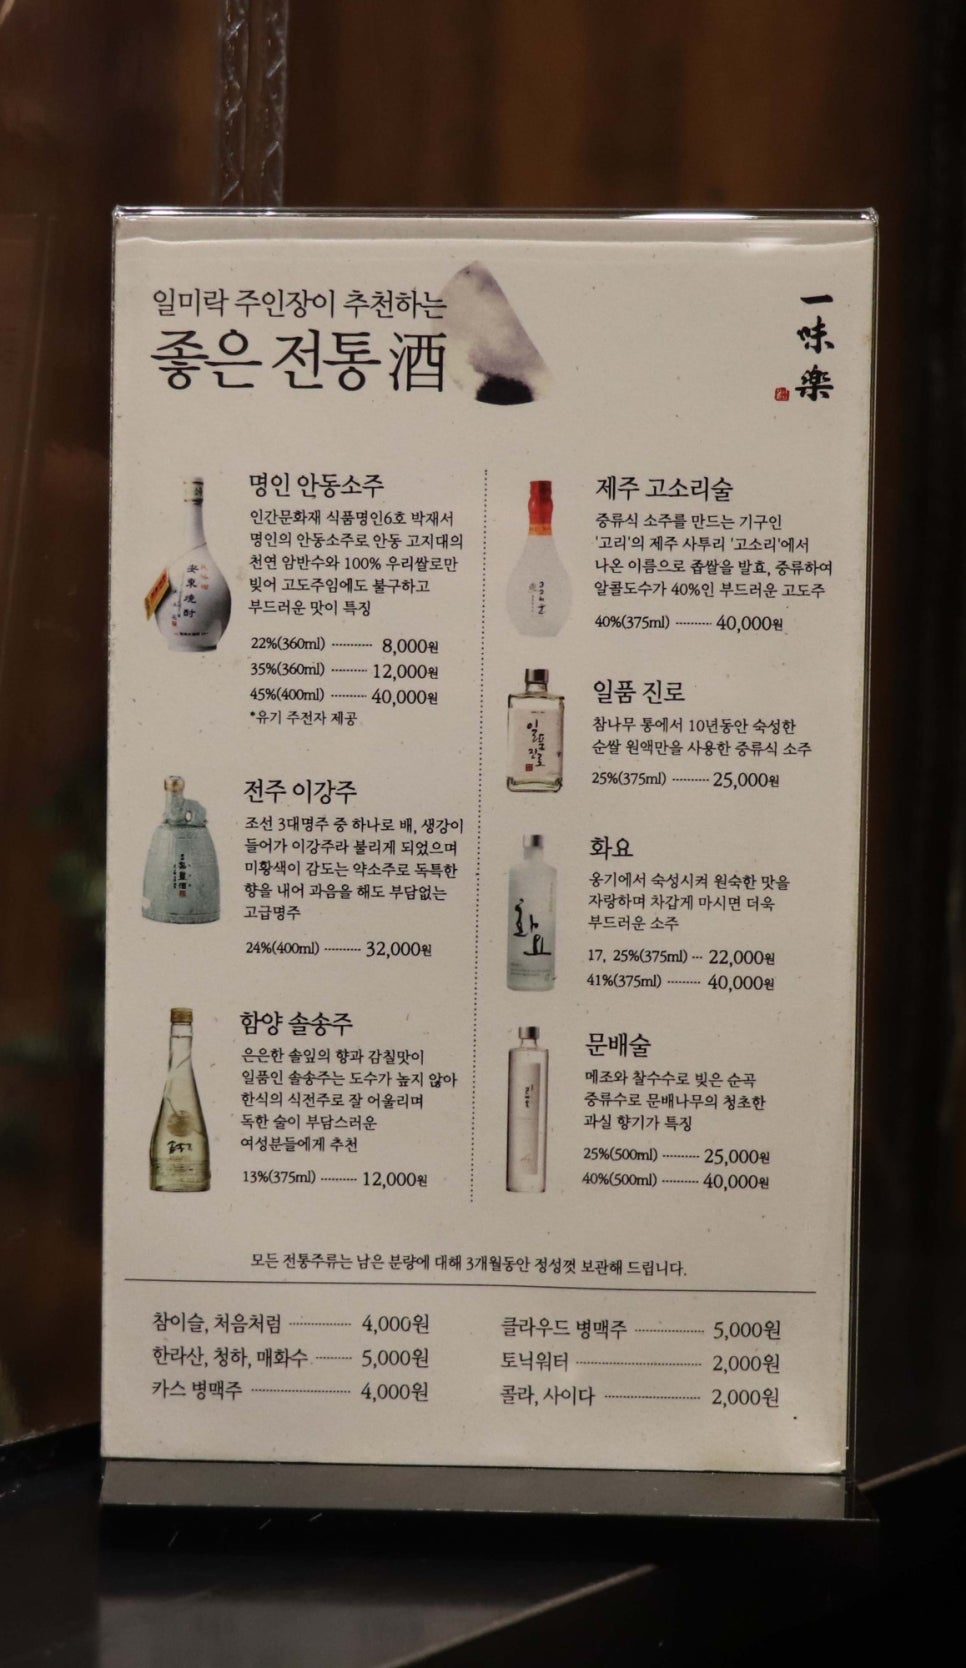 일미락 주인장이 추천하는
좋은 전통 酒
一味楽
명인 안동소주
인간문화재 식품명인6호 박재서
명인의 안동소주로 안동 고지대의
천연 암반수와 100% 우리쌀로만
빚어 고도주임에도 불구하고
부드러운 맛이 특징
22%(360ml) ---------- 8,000원
35%(360ml) --------- 12,000원
45%(400ml) --------- 40,000원
*유기 주전자 제공
安東燒酎
전주 이강주
조선 3대명주 중 하나로 배, 생강이
들어가 이강주라 불리게 되었으며
미황색이 감도는 약소주로 독특한
향을 내어 과음을 해도 부담없는
고급명주
24%(400ml) --------- 32,000원
함양 솔송주
은은한 솔잎의 향과 감칠맛이
일품인 솔송주는 도수가 높지 않아
한식의 식전주로 잘 어울리며
독한 술이 부담스러운
여성분들에게 추천
13%(375ml) --------- 12,000원
제주 고소리술
증류식 소주를 만드는 기구인
'고리'의 제주 사투리 '고소리'에서
나온 이름으로 좁쌀을 발효, 증류하여
알콜도수가 40%인 부드러운 고도주
40%(375ml) --------- 40,000원
일품 진로
참나무 통에서 10년동안 숙성한
순쌀 원액만을 사용한 증류식 소주
25%(375ml) --------- 25,000원
일품
진로
화요
옹기에서 숙성시켜 원숙한 맛을
자랑하며 차갑게 마시면 더욱
부드러운 소주
17, 25%(375ml) --- 22,000원
41%(375ml) -------- 40,000원
화요
문배술
메조와 찰수수로 빚은 순곡
증류수로 문배나무의 청초한
과실 향기가 특징
25%(500ml) --------- 25,000원
40%(500ml) --------- 40,000원
모든 전통주류는 남은 분량에 대해 3개월동안 정성껏 보관해 드립니다.
참이슬, 처음처럼 --------------- 4,000원
한라산, 청하, 매화수 --------- 5,000원
카스 병맥주 ------------------------ 4,000원
클라우드 병맥주 ----------------- 5,000원
토닉워터 ------------------------------ 2,000원
콜라, 사이다 ----------------------- 2,000원